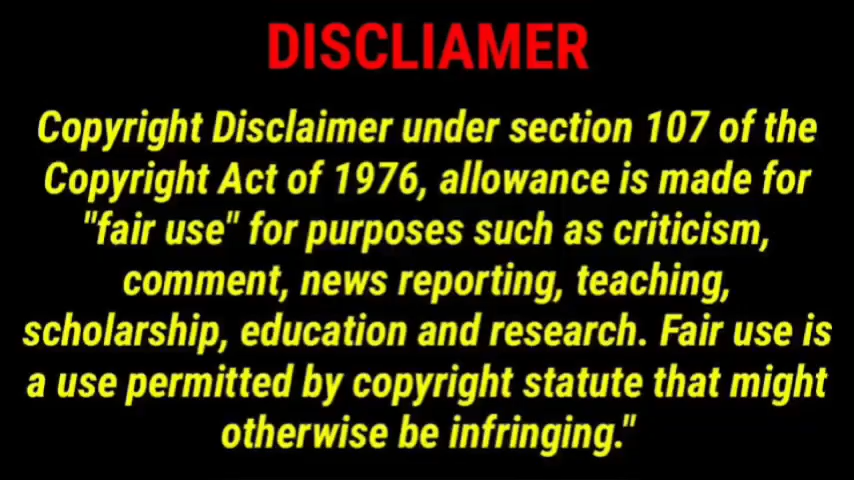 DISCLIAMER
Copyright Disclaimer under section 107 of the
Copyright Act of 1976, allowance is made for
"fair use" for purposes such as criticism,
comment, news reporting, teaching,
scholarship, education and research. Fair use is
a use permitted by copyright statute that might
otherwise be infringing."